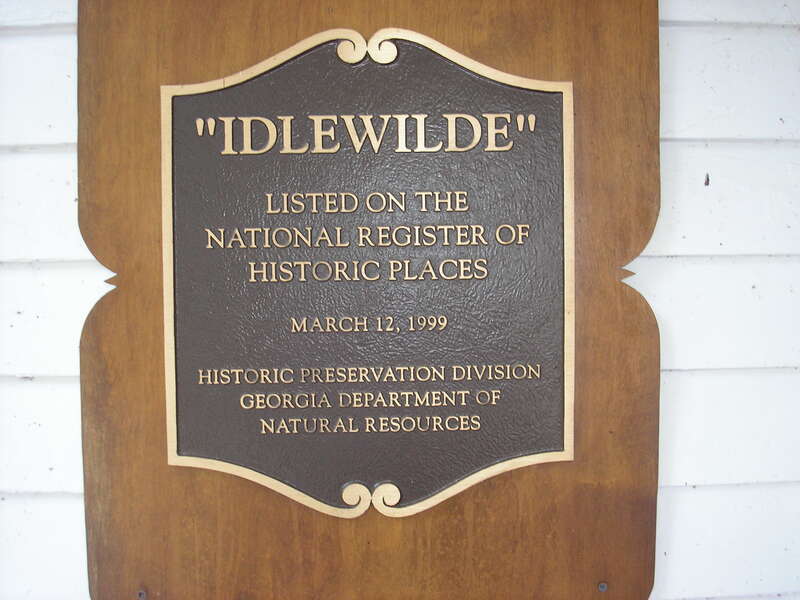 "IDLEWILDE"
LISTED ON THE
NATIONAL REGISTER OF
HISTORIC PLACES
MARCH 12, 1999
HISTORIC PRESERVATION DIVISION
GEORGIA DEPARTMENT OF
NATURAL RESOURCES